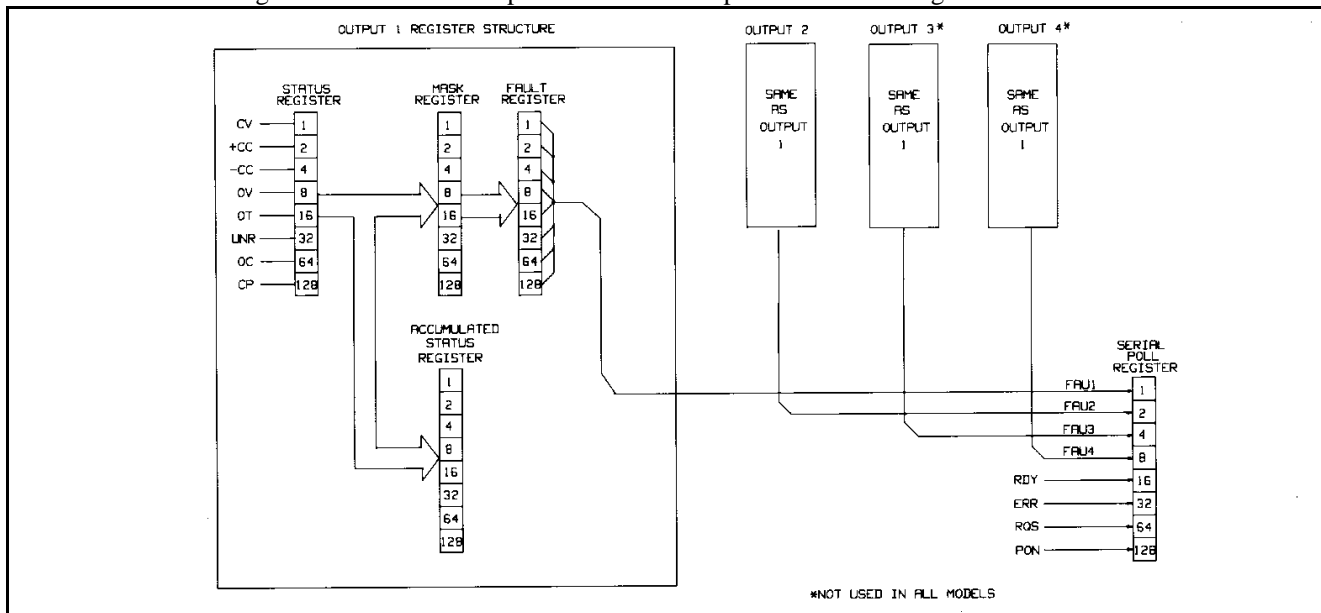 OUTPUT 1 REGISTER STRUCTURE
OUTPUT 2
OUTPUT 3*
OUTPUT 4*
STATUS
REGISTER
MASK
REGISTER
FAULT
REGISTER
CV
+CC
-CC
OV
OT
UNR
OC
CP
1
2
4
8
16
32
64
128
1
2
4
8
16
32
64
128
1
2
4
8
16
32
64
128
SAME
AS
OUTPUT
1
SAME
AS
OUTPUT
1
SAME
AS
OUTPUT
1
ACCUMULATED
STATUS
REGISTER
1
2
4
8
16
32
64
128
SERIAL
POLL
REGISTER
FAU1
FAU2
FAU3
FAU4
RDY
ERR
RQS
PON
1
2
4
8
16
32
64
128
*NOT USED IN ALL MODELS